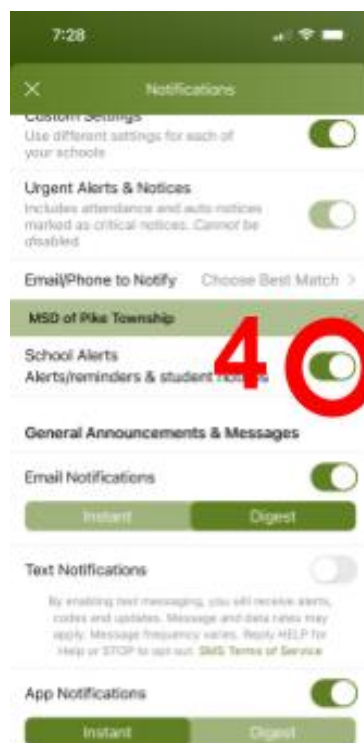 7:28
Notifications
Custom Settings
Use different settings for each of
your schools
Urgent Alerts & Notices
Includes attendance and auto notices
marked as critical notices. Cannot be
disabled.
Email/Phone to Notify Choose Best Match >
MSD of Pike Township
School Alerts
4
Alerts/reminders & student notices
General Announcements & Messages
Email Notifications
Instant Digest
Text Notifications
By enabling text messaging, you will receive alerts,
codes and updates. Message and data rates may
apply. Message frequency varies. Reply HELP for
Help or STOP to opt out. SMS Terms of Service
App Notifications
Instant Digest